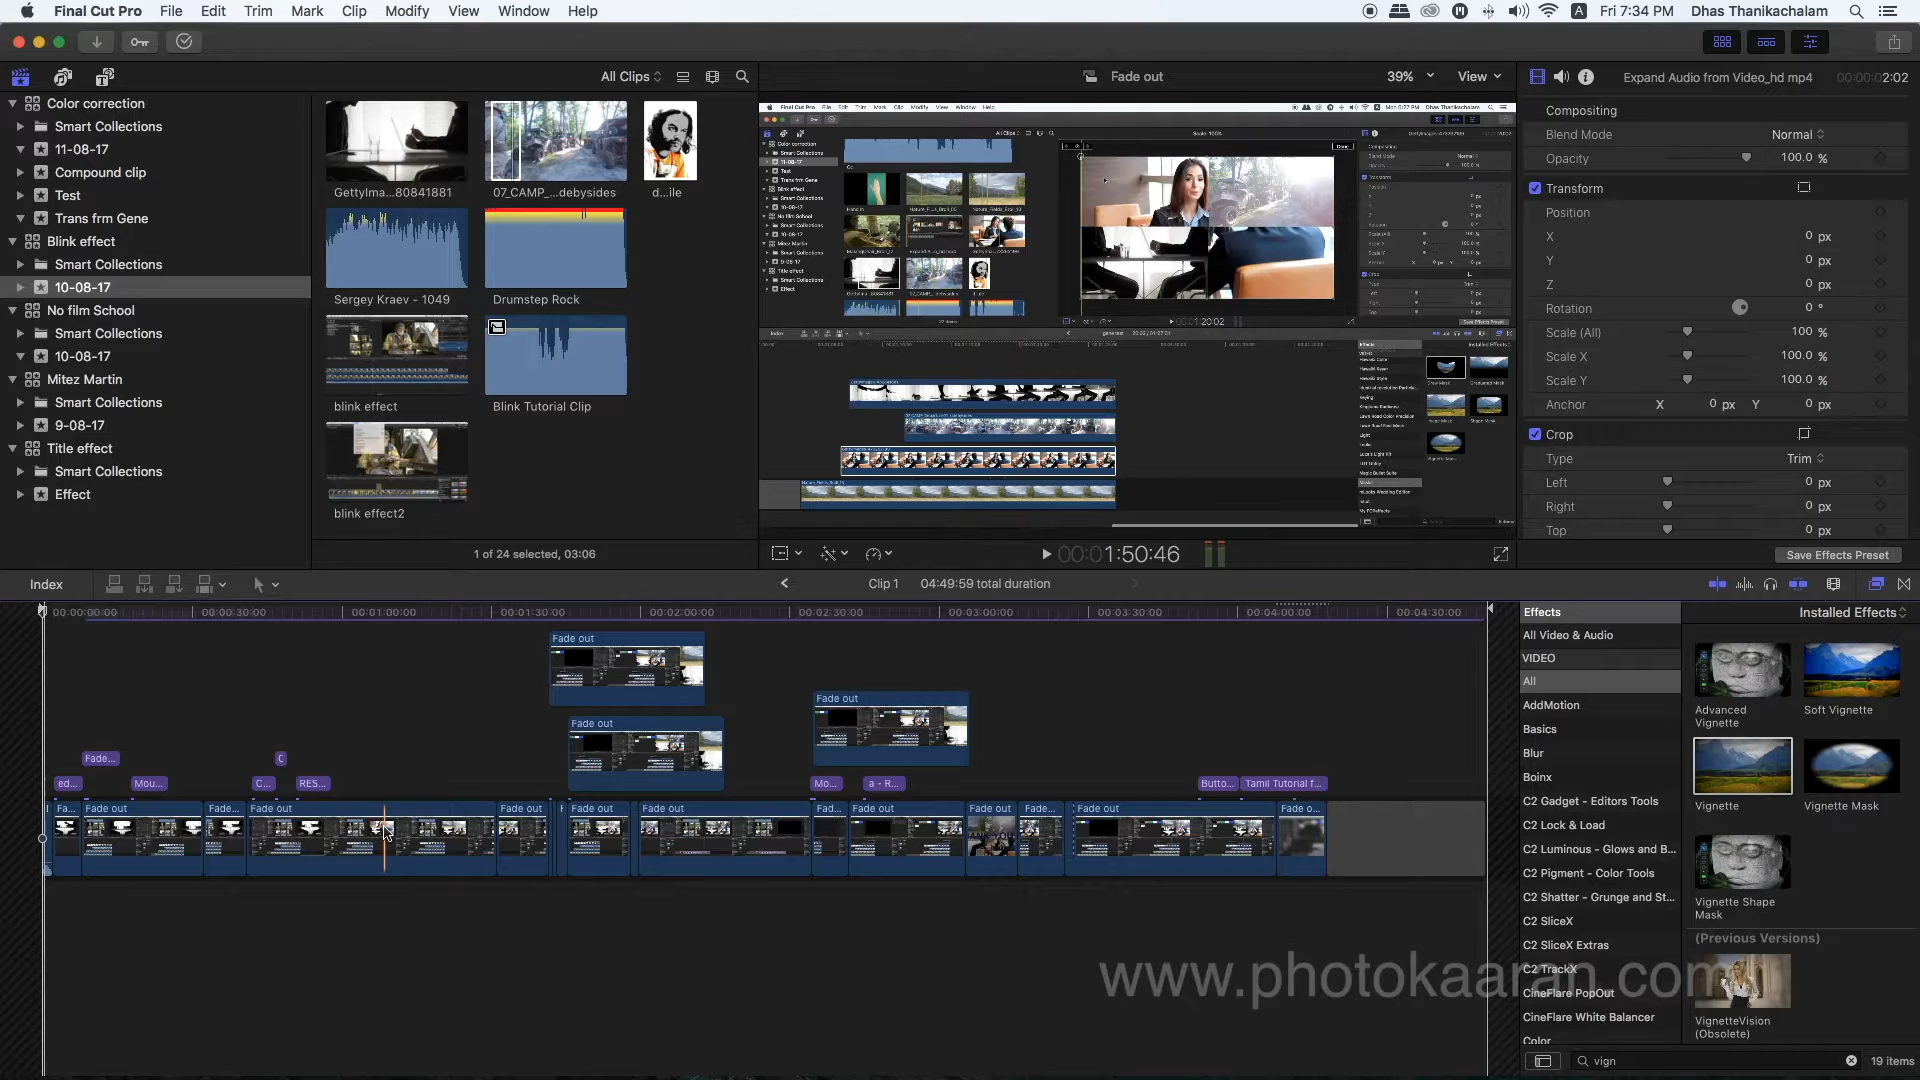 Final Cut Pro File Edit Trim Mark Clip Modify View Window Help
Fri 7:34 PM Dhas Thanikachalam
All Clips
Fade out
39% View
Expand Audio from Video_hd mp4 00:00:02:02
Color correction
Smart Collections
11-08-17
Compound clip
Test
Trans frm Gene
Blink effect
Smart Collections
10-08-17
No film School
Smart Collections
10-08-17
Mitez Martin
Smart Collections
9-08-17
Title effect
Smart Collections
Effect
GettyIma...80841881
07_CAMP_...debysides
d...ile
Sergey Kraev - 1049
Drumstep Rock
blink effect
Blink Tutorial Clip
blink effect2
1 of 24 selected, 03:06
00:00:01:50:46
Compositing
Blend Mode Normal
Opacity 100.0 %
Transform
Position
X 0 px
Y 0 px
Z 0 px
Rotation 0 °
Scale (All) 100 %
Scale X 100.0 %
Scale Y 100.0 %
Anchor X 0 px Y 0 px
Crop
Type Trim
Left 0 px
Right 0 px
Top 0 px
Save Effects Preset
Index
Clip 1 04:49:59 total duration
00:00:00:00 00:00:30:00 00:01:00:00 00:01:30:00 00:02:00:00 00:02:30:00 00:03:00:00 00:03:30:00 00:04:00:00 00:04:30:00
Fade out
Fade out
Fade out
Fade... C
ed... Mou... C... RES... Mo... a - R... Butto... Tamil Tutorial f...
Fa... Fade out Fade... Fade out Fade out F Fade out Fade out Fad... Fade out Fade out Fade... Fade out Fade o...
Effects
Installed Effects
All Video & Audio
VIDEO
All
AddMotion
Basics
Blur
Boinx
C2 Gadget - Editors Tools
C2 Lock & Load
C2 Luminous - Glows and B...
C2 Pigment - Color Tools
C2 Shatter - Grunge and St...
C2 SliceX
C2 SliceX Extras
C2 TrackX
CineFlare PopOut
CineFlare White Balancer
Color
Advanced Vignette
Soft Vignette
Vignette
Vignette Mask
Vignette Shape Mask
(Previous Versions)
VignetteVision (Obsolete)
vign
19 items
www.photokaaran.com